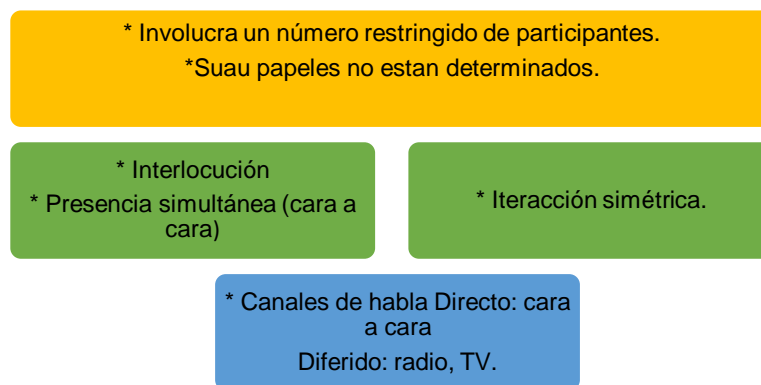 * Involucra un número restringido de participantes.
*Suau papeles no estan determinados.
* Interlocución
* Presencia simultánea (cara a
cara)
* Iteracción simétrica.
* Canales de habla Directo: cara
a cara
Diferido: radio, TV.